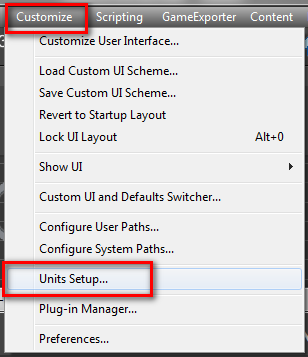 Customize Scripting GameExporter Content
Customize User Interface...
Load Custom UI Scheme...
Save Custom UI Scheme...
Revert to Startup Layout
Lock UI Layout Alt+0
Show UI
Custom UI and Defaults Switcher...
Configure User Paths...
Configure System Paths...
Units Setup...
Plug-in Manager...
Preferences...